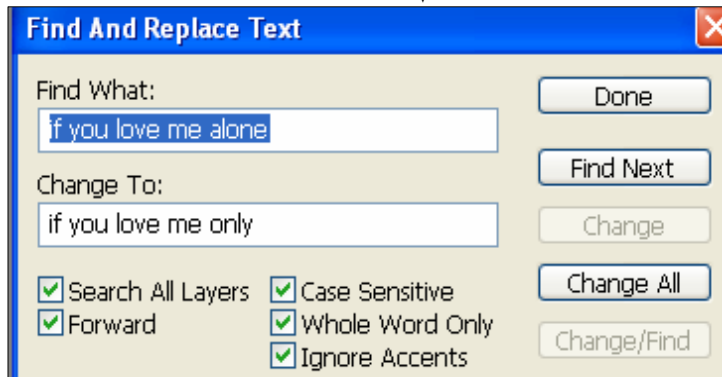 Find And Replace Text
Find What:
if you love me alone
Change To:
if you love me only
Search All Layers
Forward
Case Sensitive
Whole Word Only
Ignore Accents
Done
Find Next
Change
Change All
Change/Find